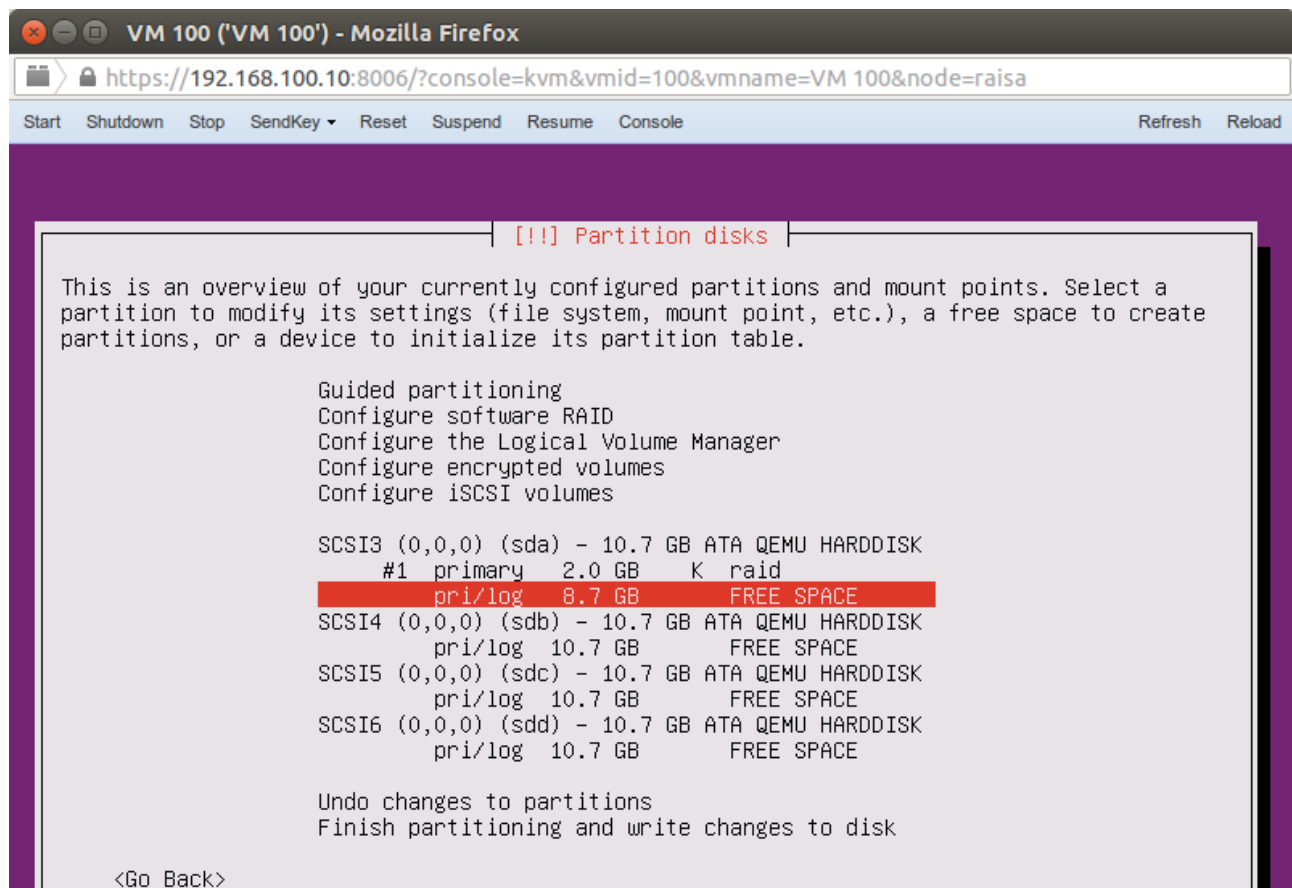 VM 100 ('VM 100') - Mozilla Firefox
https://192.168.100.10:8006/?console=kvm&vmid=100&vmname=VM 100&node=raisa
Start Shutdown Stop SendKey Reset Suspend Resume Console Refresh Reload
[!!] Partition disks
This is an overview of your currently configured partitions and mount points. Select a
partition to modify its settings (file system, mount point, etc.), a free space to create
partitions, or a device to initialize its partition table.
Guided partitioning
Configure software RAID
Configure the Logical Volume Manager
Configure encrypted volumes
Configure iSCSI volumes
SCSI3 (0,0,0) (sda) - 10.7 GB ATA QEMU HARDDISK
#1 primary 2.0 GB K raid
pri/log 8.7 GB FREE SPACE
SCSI4 (0,0,0) (sdb) - 10.7 GB ATA QEMU HARDDISK
pri/log 10.7 GB FREE SPACE
SCSI5 (0,0,0) (sdc) - 10.7 GB ATA QEMU HARDDISK
pri/log 10.7 GB FREE SPACE
SCSI6 (0,0,0) (sdd) - 10.7 GB ATA QEMU HARDDISK
pri/log 10.7 GB FREE SPACE
Undo changes to partitions
Finish partitioning and write changes to disk
<Go Back>